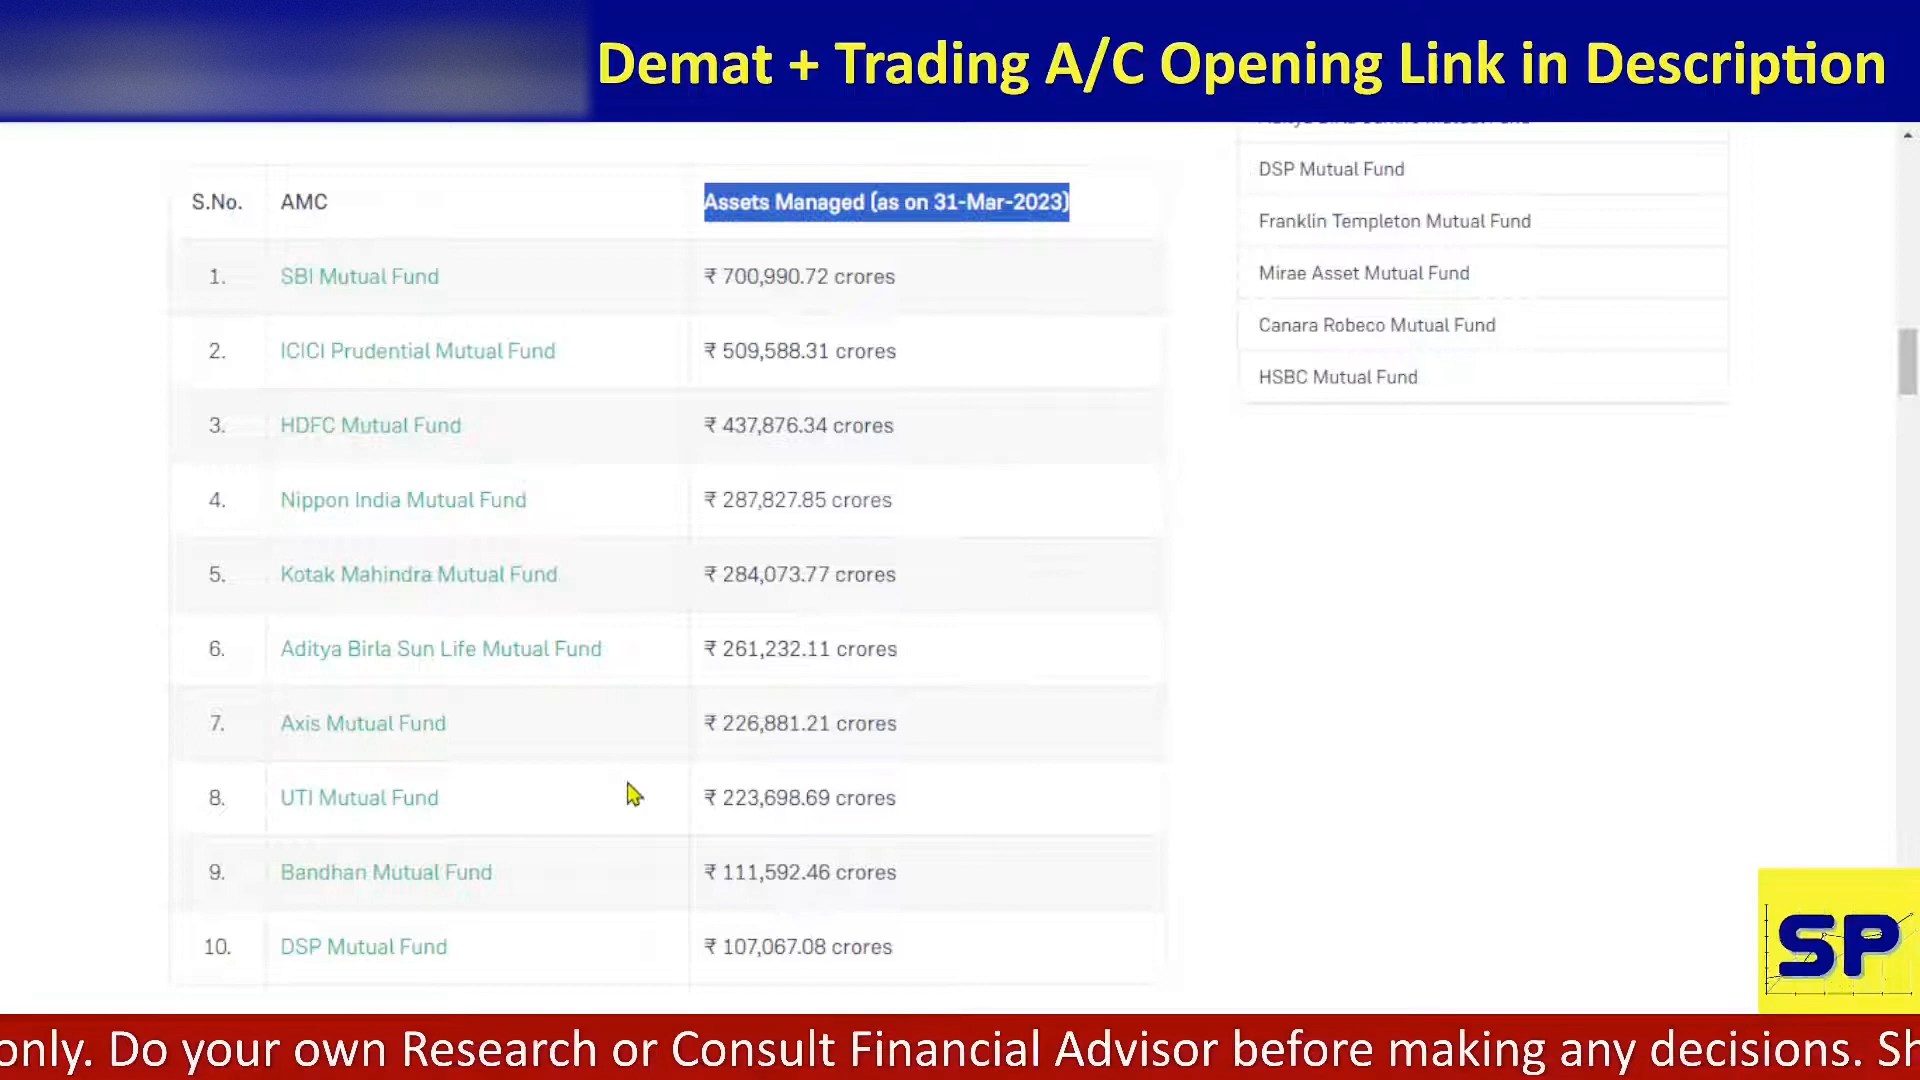 Demat + Trading A/C Opening Link in Description
S.No. AMC Assets Managed (as on 31-Mar-2023)
1. SBI Mutual Fund ₹ 700,990.72 crores
2. ICICI Prudential Mutual Fund ₹ 509,588.31 crores
3. HDFC Mutual Fund ₹ 437,876.34 crores
4. Nippon India Mutual Fund ₹ 287,827.85 crores
5. Kotak Mahindra Mutual Fund ₹ 284,073.77 crores
6. Aditya Birla Sun Life Mutual Fund ₹ 261,232.11 crores
7. Axis Mutual Fund ₹ 226,881.21 crores
8. UTI Mutual Fund ₹ 223,698.69 crores
9. Bandhan Mutual Fund ₹ 111,592.46 crores
10. DSP Mutual Fund ₹ 107,067.08 crores
DSP Mutual Fund
Franklin Templeton Mutual Fund
Mirae Asset Mutual Fund
Canara Robeco Mutual Fund
HSBC Mutual Fund
SP
only. Do your own Research or Consult Financial Advisor before making any decisions. Sh